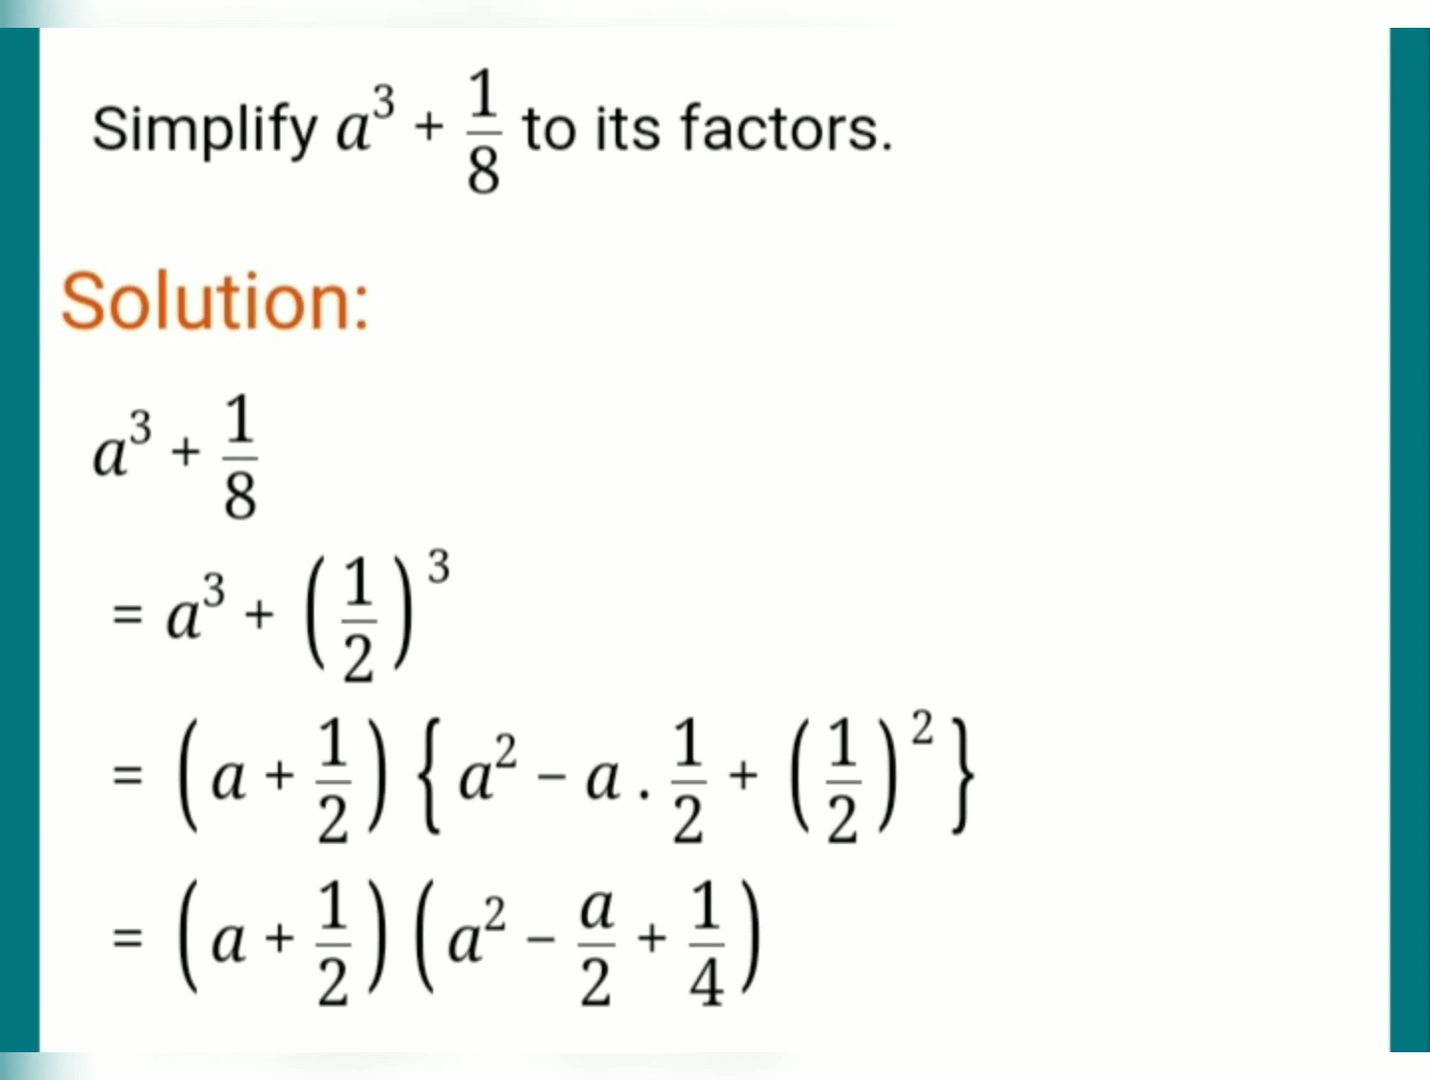 Simplify a³ + 1/8 to its factors.
Solution:
a³ + 1/8
= a³ + (1/2)³
= (a + 1/2) {a² − a . 1/2 + (1/2)²}
= (a + 1/2) (a² − a/2 + 1/4)